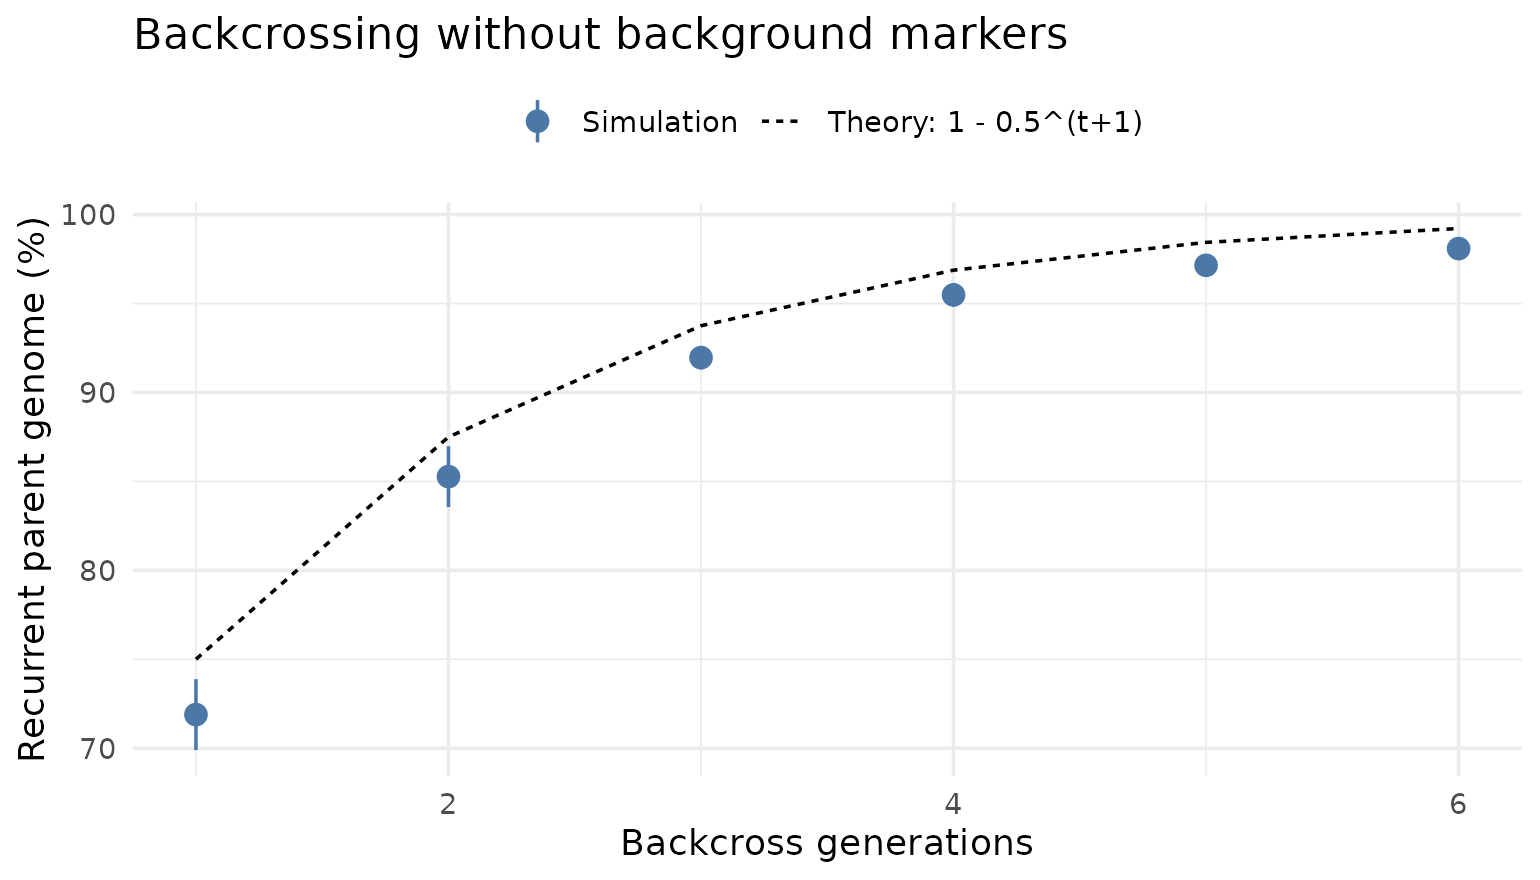 Backcrossing without background markers
Simulation
Theory: 1 - 0.5^(t+1)
Recurrent parent genome (%)
100
90
80
70
2
4
6
Backcross generations